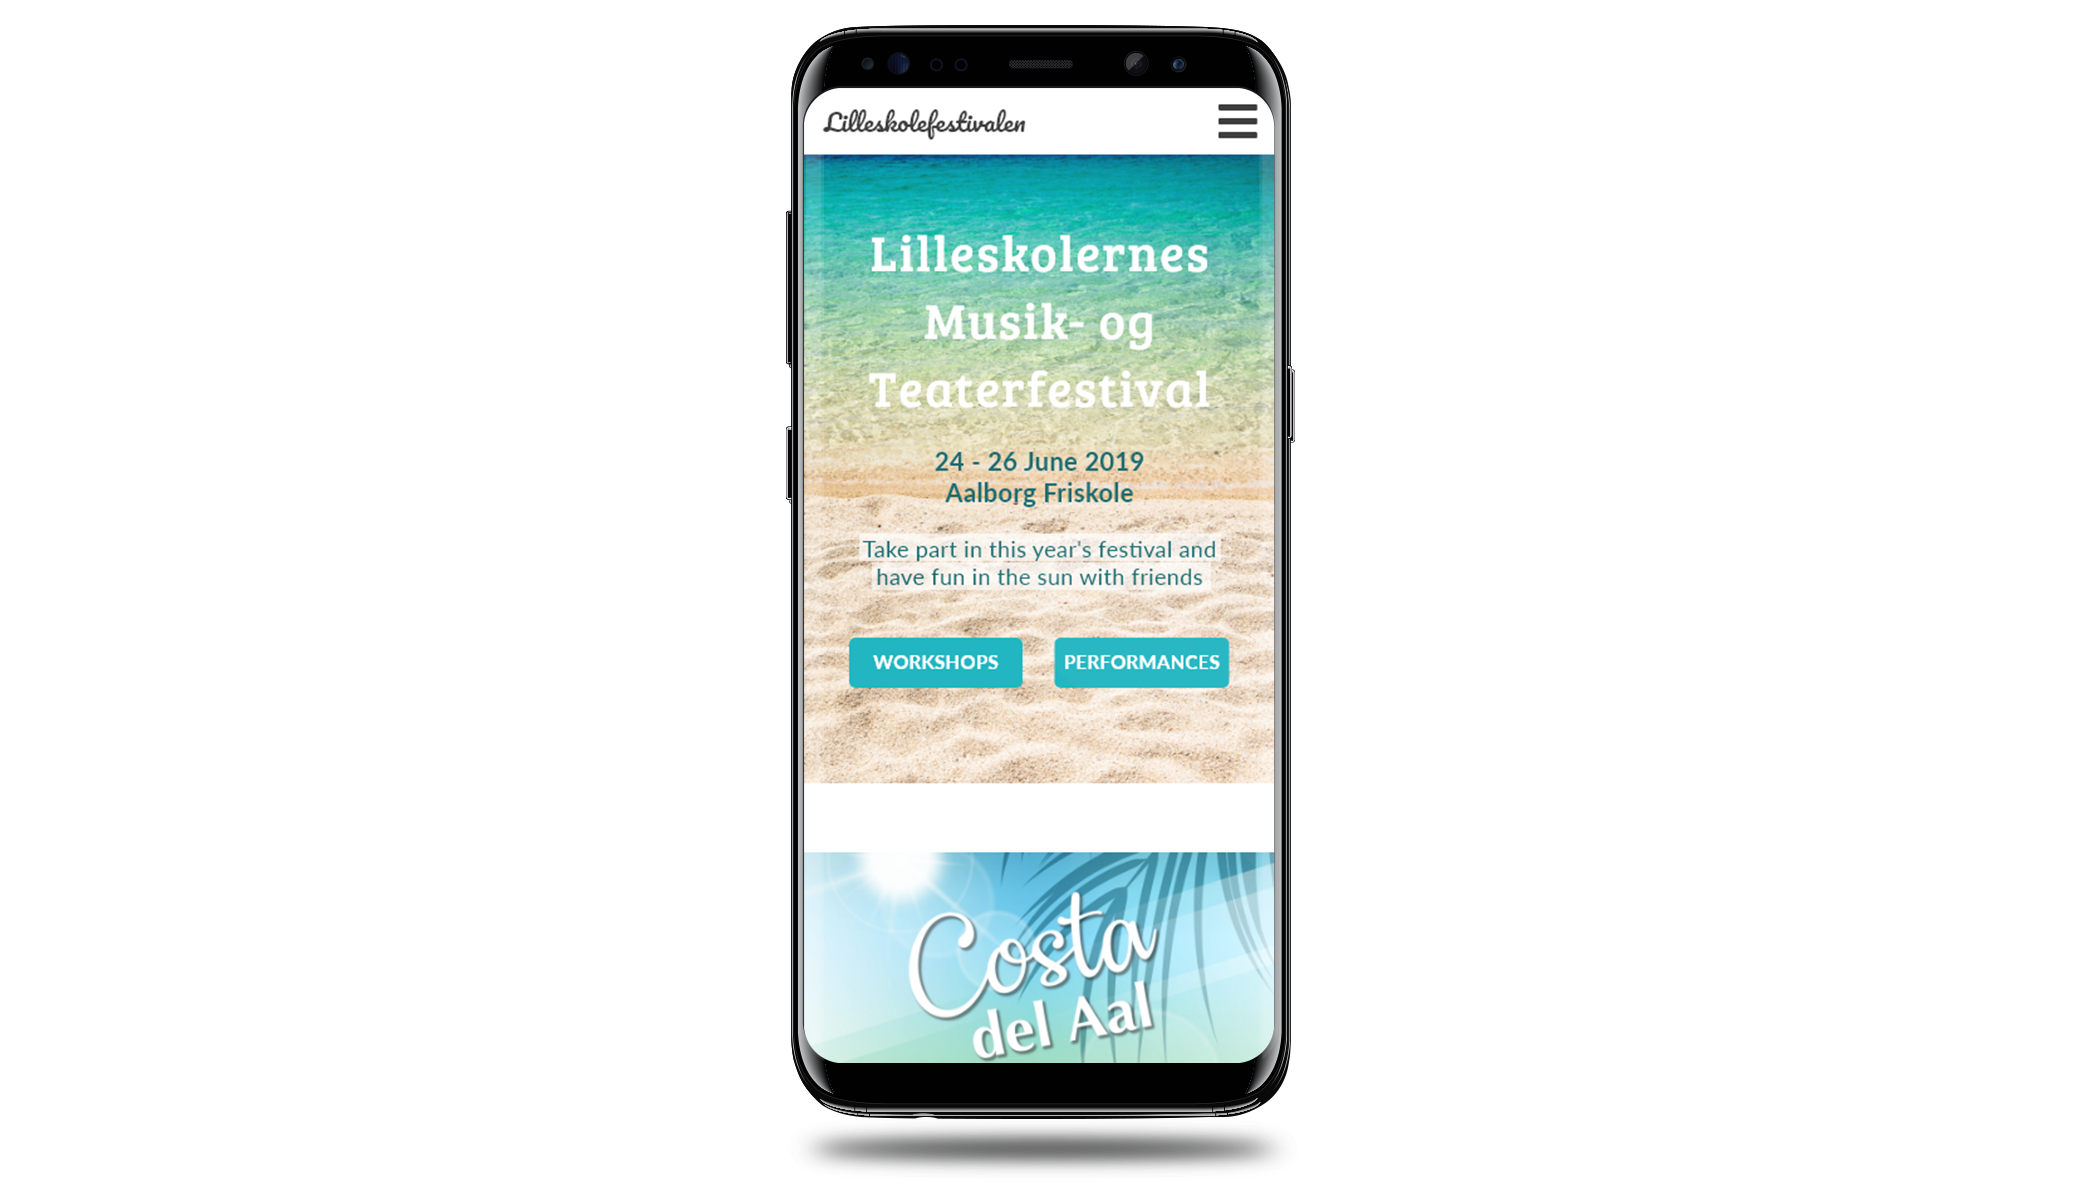 Lilleskolefestivalen
Lilleskolernes
Musik- og
Teaterfestival
24 - 26 June 2019
Aalborg Friskole
Take part in this year's festival and
have fun in the sun with friends
WORKSHOPS
PERFORMANCES
Costa
del Aal